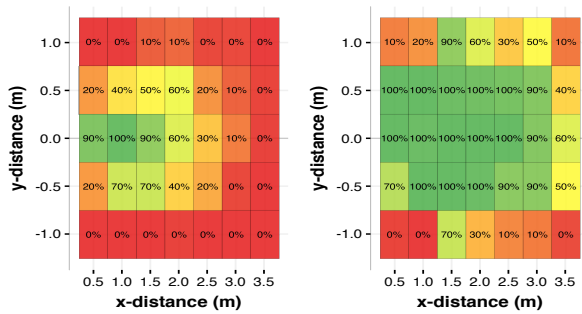 1.0 0% 0% 10% 10% 0% 0% 0%
0.5 20% 40% 50% 60% 20% 10% 0%
0.0 90% 100% 90% 60% 30% 10% 0%
-0.5 20% 70% 70% 40% 20% 0% 0%
-1.0 0% 0% 0% 0% 0% 0% 0%
0.5 1.0 1.5 2.0 2.5 3.0 3.5
x-distance (m)
y-distance (m)
1.0 10% 20% 90% 60% 30% 50% 10%
0.5 100% 100% 100% 100% 100% 90% 40%
0.0 100% 100% 100% 100% 100% 90% 60%
-0.5 70% 100% 100% 100% 90% 90% 50%
-1.0 0% 0% 70% 30% 10% 10% 0%
0.5 1.0 1.5 2.0 2.5 3.0 3.5
x-distance (m)
y-distance (m)